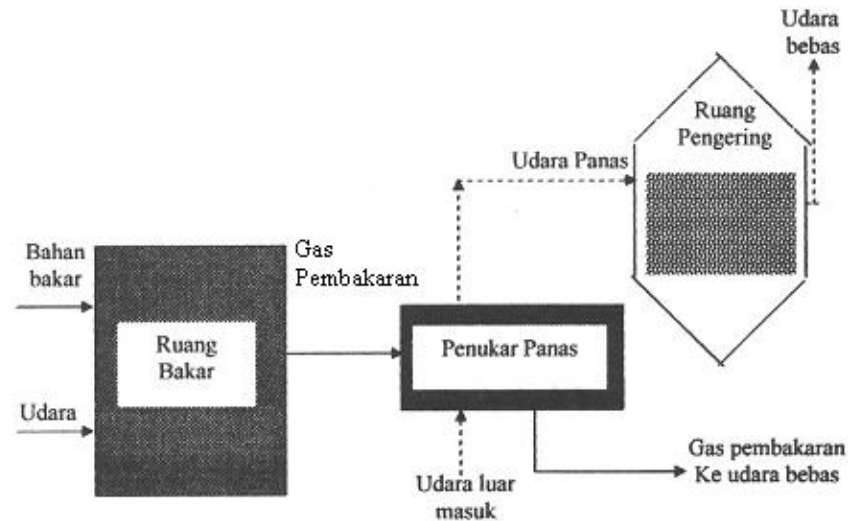 Udara
bebas
Ruang
Pengering
Udara Panas
Gas
Pembakaran
Bahan
bakar
Ruang
Bakar
Penukar Panas
Udara
Udara luar
masuk
Gas pembakaran
Ke udara bebas